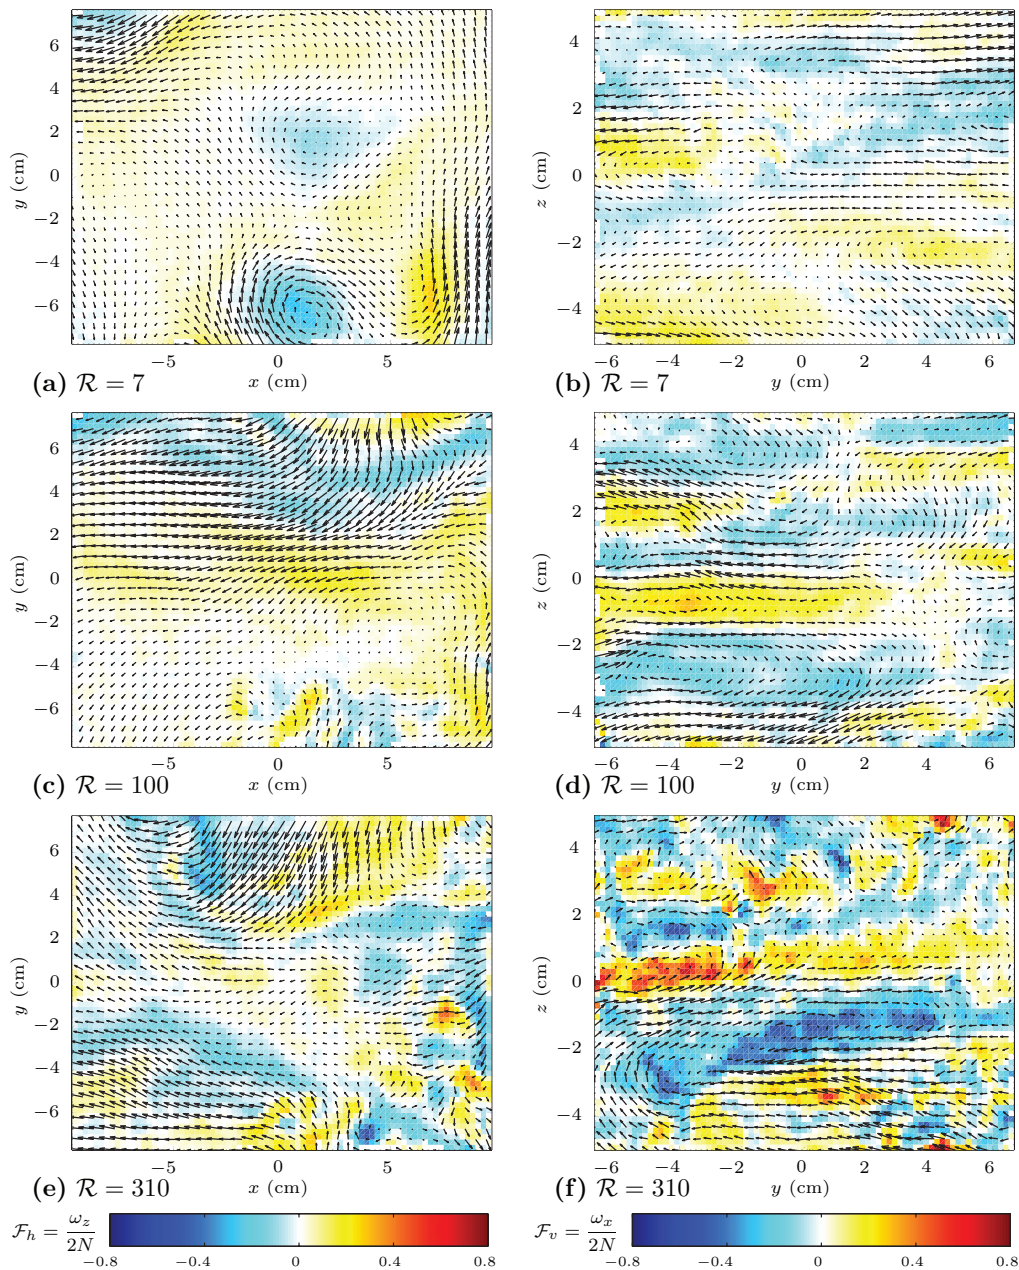 6
4
2
0
−2
−4
−6
y (cm)
−5 0 5
(a) R = 7 x (cm)
4
2
0
−2
−4
z (cm)
−6 −4 −2 0 2 4 6
(b) R = 7 y (cm)
6
4
2
0
−2
−4
−6
y (cm)
−5 0 5
(c) R = 100 x (cm)
4
2
0
−2
−4
z (cm)
−6 −4 −2 0 2 4 6
(d) R = 100 y (cm)
6
4
2
0
−2
−4
−6
y (cm)
−5 0 5
(e) R = 310 x (cm)
4
2
0
−2
−4
z (cm)
−6 −4 −2 0 2 4 6
(f) R = 310 y (cm)
F_h = ω_z / 2N
−0.8 −0.4 0 0.4 0.8
F_v = ω_x / 2N
−0.8 −0.4 0 0.4 0.8